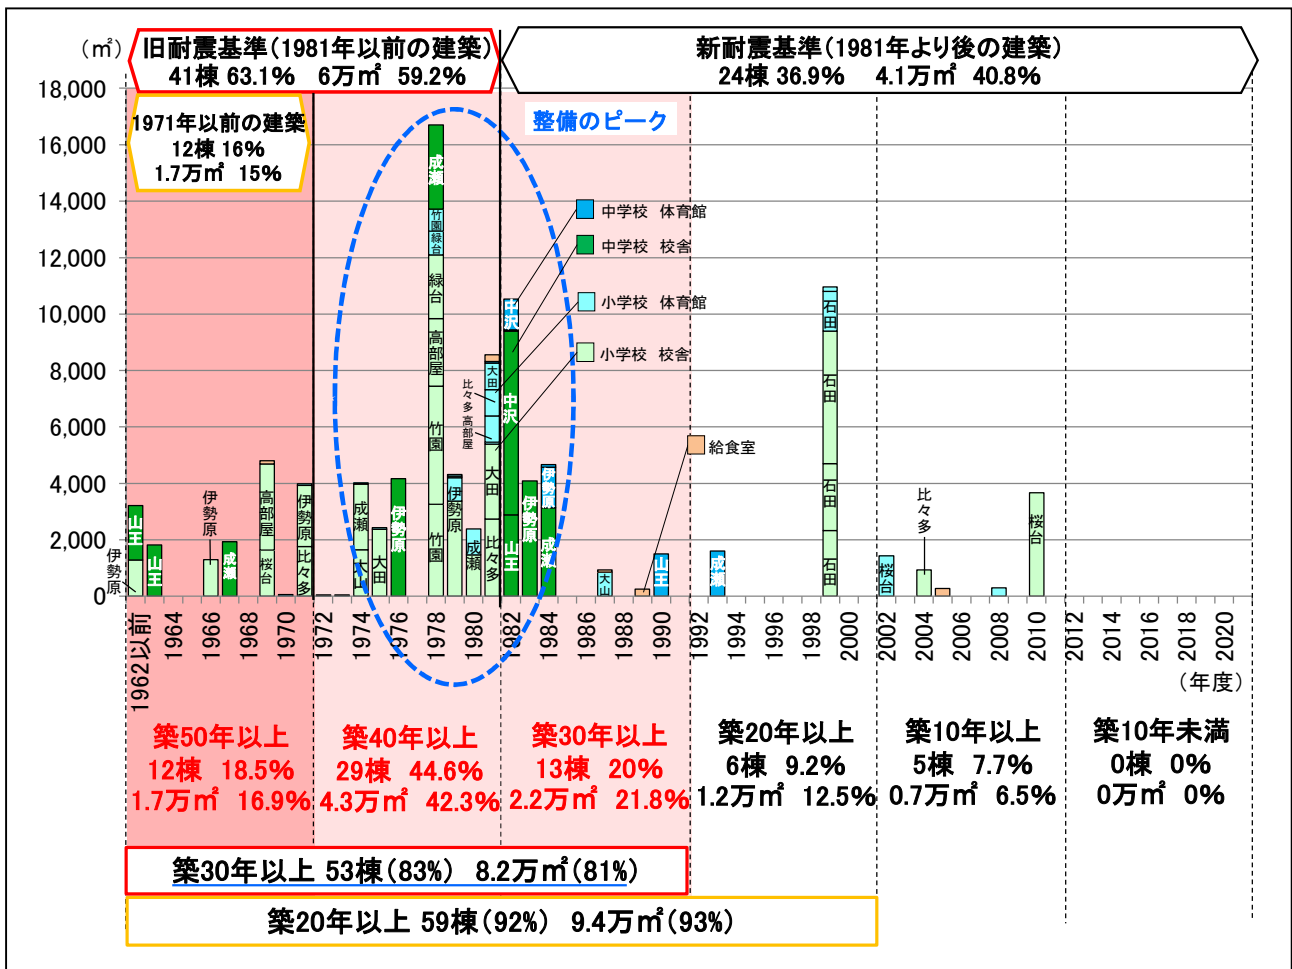 (㎡)
旧耐震基準(1981年以前の建築)
41棟 63.1% 6万㎡ 59.2%
新耐震基準(1981年より後の建築)
24棟 36.9% 4.1万㎡ 40.8%
1971年以前の建築
12棟 16%
1.7万㎡ 15%
整備のピーク
18,000
16,000
14,000
12,000
10,000
8,000
6,000
4,000
2,000
0
中学校 体育館
中学校 校舎
小学校 体育館
小学校 校舎
給食室
伊勢原
山王
山王
伊勢原
成瀬
高部屋
桜台
伊勢原
比々多
成瀬
大田
伊勢原
成瀬
竹園
緑台
緑台
高部屋
竹園
竹園
伊勢原
成瀬
比々多
高部屋
大田
大田
比々多
中沢
中沢
山王
伊勢原
伊勢原
成瀬
大山
山王
成瀬
石田
石田
石田
石田
桜台
比々多
桜台
1962以前
1964
1966
1968
1970
1972
1974
1976
1978
1980
1982
1984
1986
1988
1990
1992
1994
1996
1998
2000
2002
2004
2006
2008
2010
2012
2014
2016
2018
2020
(年度)
築50年以上
12棟 18.5%
1.7万㎡ 16.9%
築40年以上
29棟 44.6%
4.3万㎡ 42.3%
築30年以上
13棟 20%
2.2万㎡ 21.8%
築20年以上
6棟 9.2%
1.2万㎡ 12.5%
築10年以上
5棟 7.7%
0.7万㎡ 6.5%
築10年未満
0棟 0%
0万㎡ 0%
築30年以上 53棟(83%) 8.2万㎡(81%)
築20年以上 59棟(92%) 9.4万㎡(93%)